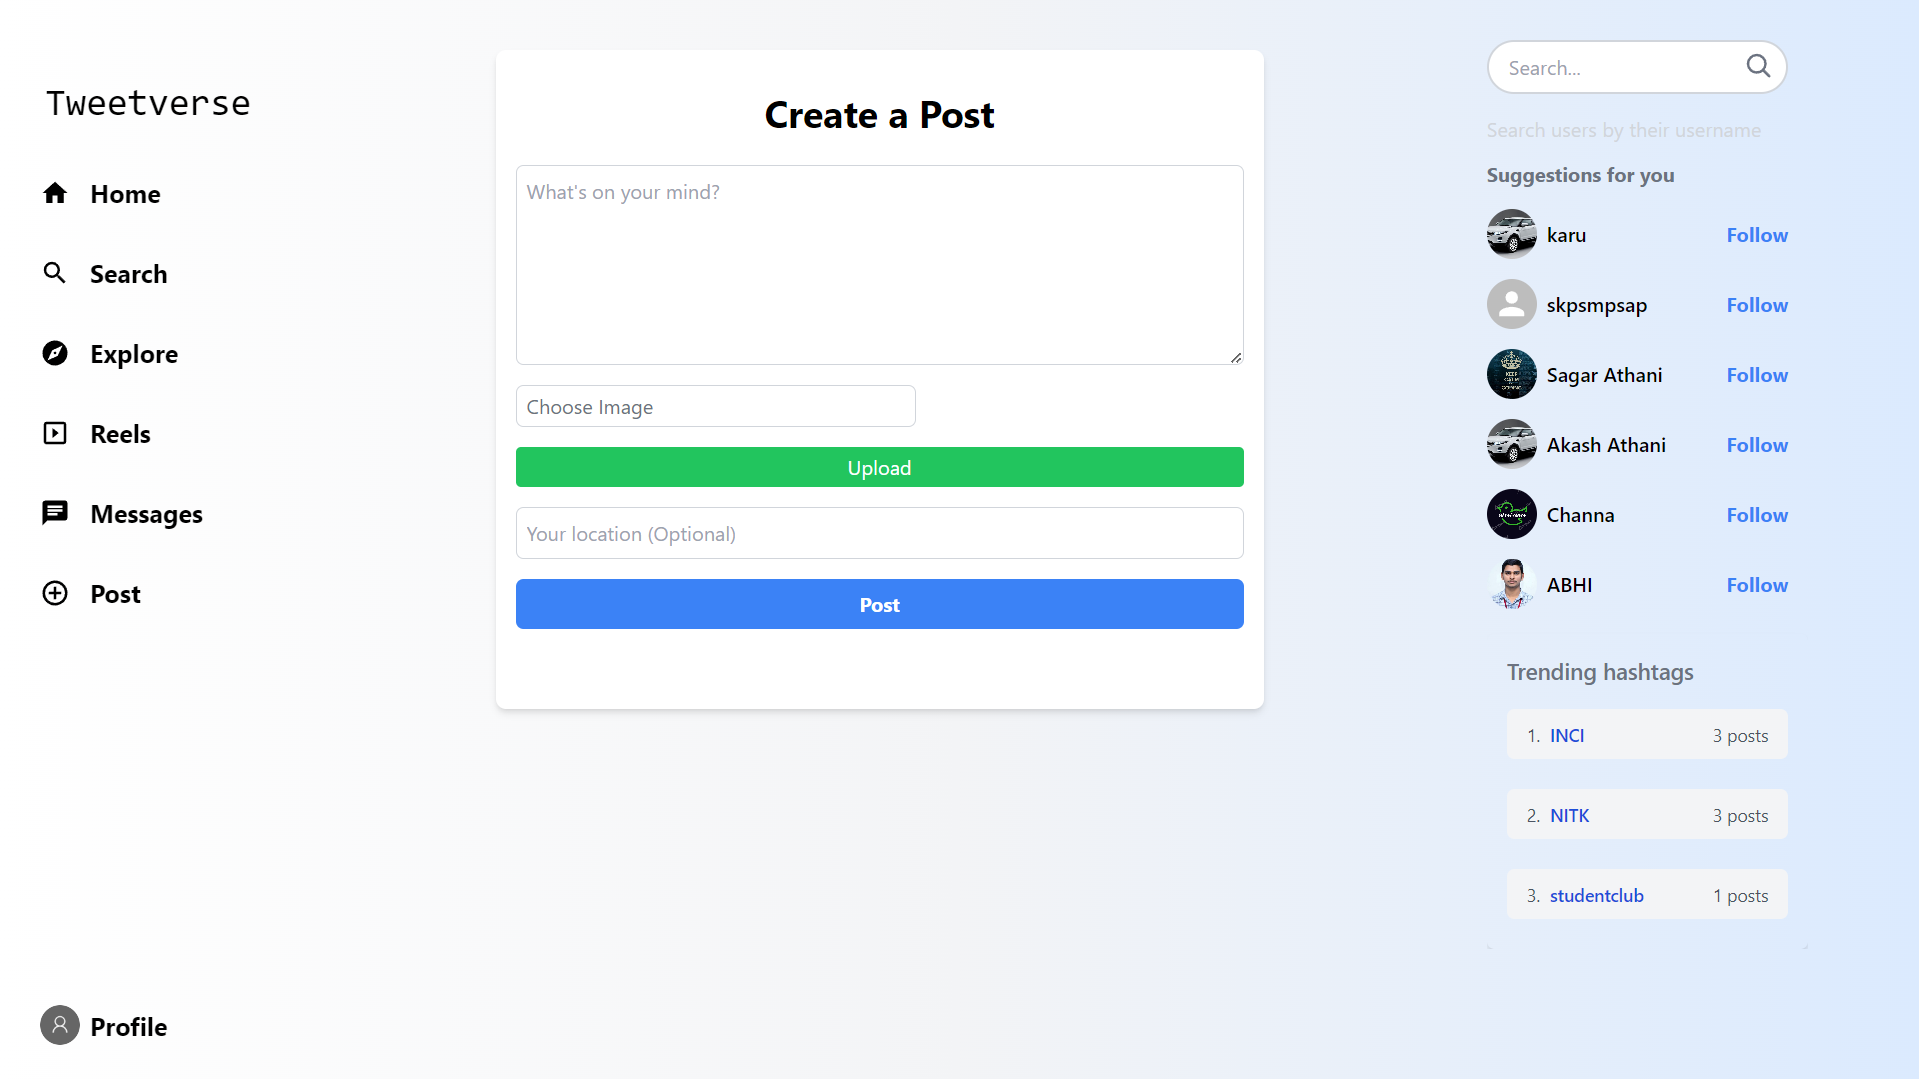 Tweetverse
Home
Search
Explore
Reels
Messages
Post
Profile
Create a Post
What's on your mind?
Choose Image
Upload
Your location (Optional)
Post
Search...
Search users by their username
Suggestions for you
karu Follow
skpsmpsap Follow
Sagar Athani Follow
Akash Athani Follow
Channa Follow
ABHI Follow
Trending hashtags
1. INCI 3 posts
2. NITK 3 posts
3. studentclub 1 posts